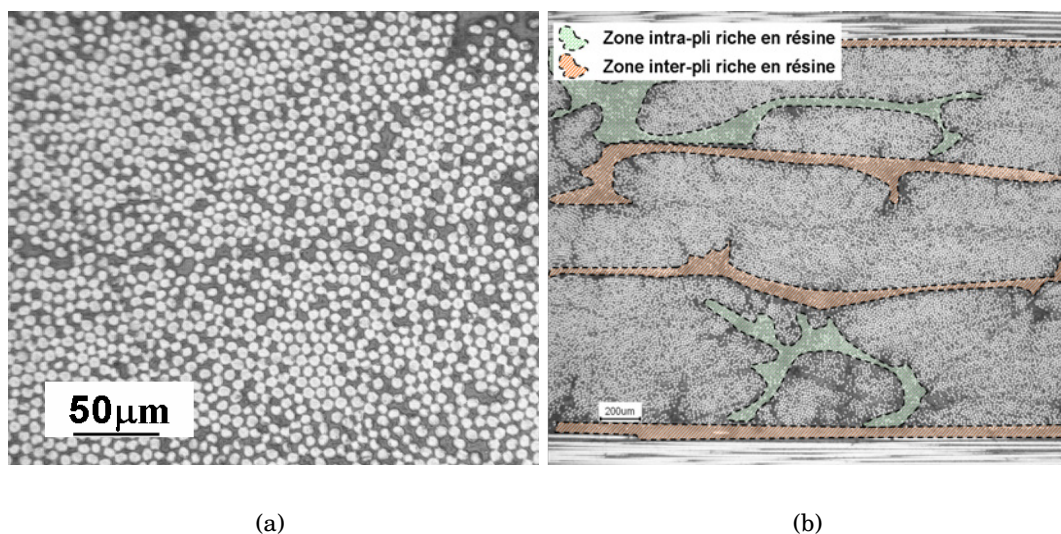 Zone intra-pli riche en résine
Zone inter-pli riche en résine
50µm
200um
(a)
(b)